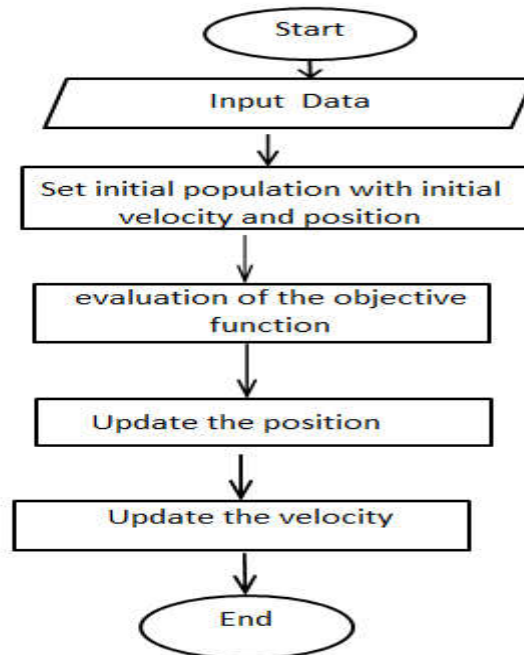 Start
Input Data
Set initial population with initial
velocity and position
evaluation of the objective
function
Update the position
Update the velocity
End